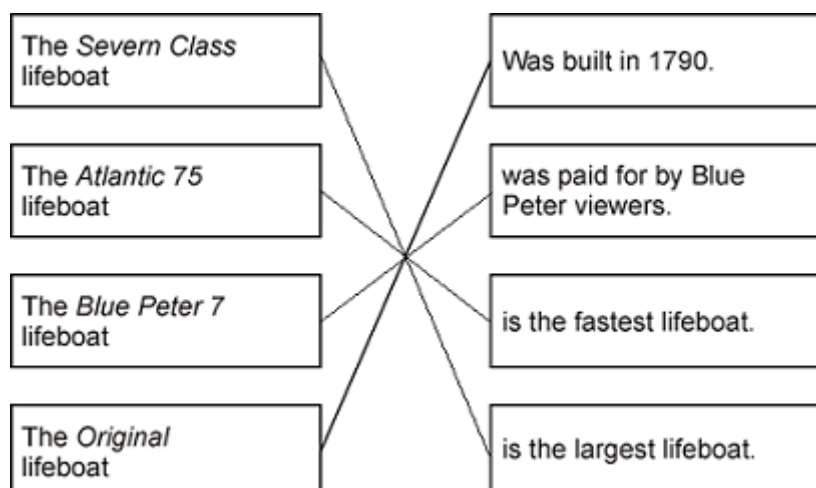 The Severn Class
lifeboat
Was built in 1790.
The Atlantic 75
lifeboat
was paid for by Blue
Peter viewers.
The Blue Peter 7
lifeboat
is the fastest lifeboat.
The Original
lifeboat
is the largest lifeboat.